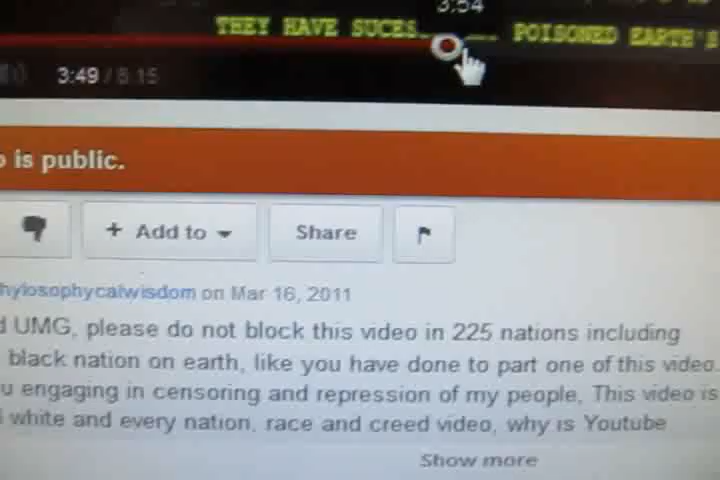 3:54
THEY HAVE SUCES POISONED EARTH'S
3:49 / 6:15
is public.
+ Add to Share
hylosophycalwisdom on Mar 16, 2011
d UMG, please do not block this video in 225 nations including
black nation on earth, like you have done to part one of this video.
u engaging in censoring and repression of my people, This video is
white and every nation, race and creed video, why is Youtube
Show more